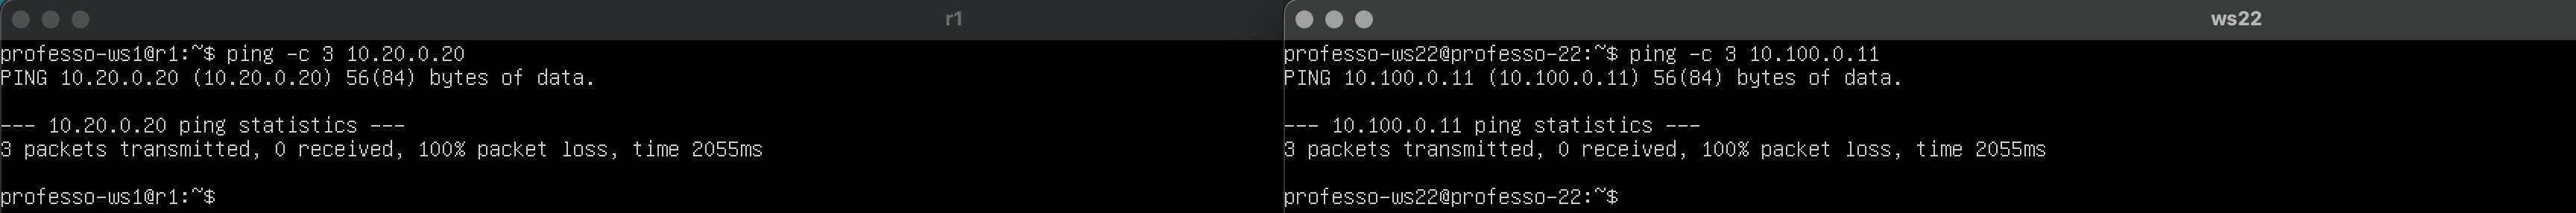 r1
professo-ws1@r1:~$ ping -c 3 10.20.0.20
PING 10.20.0.20 (10.20.0.20) 56(84) bytes of data.
--- 10.20.0.20 ping statistics ---
3 packets transmitted, 0 received, 100% packet loss, time 2055ms
professo-ws1@r1:~$
ws22
professo-ws22@professo-22:~$ ping -c 3 10.100.0.11
PING 10.100.0.11 (10.100.0.11) 56(84) bytes of data.
--- 10.100.0.11 ping statistics ---
3 packets transmitted, 0 received, 100% packet loss, time 2055ms
professo-ws22@professo-22:~$